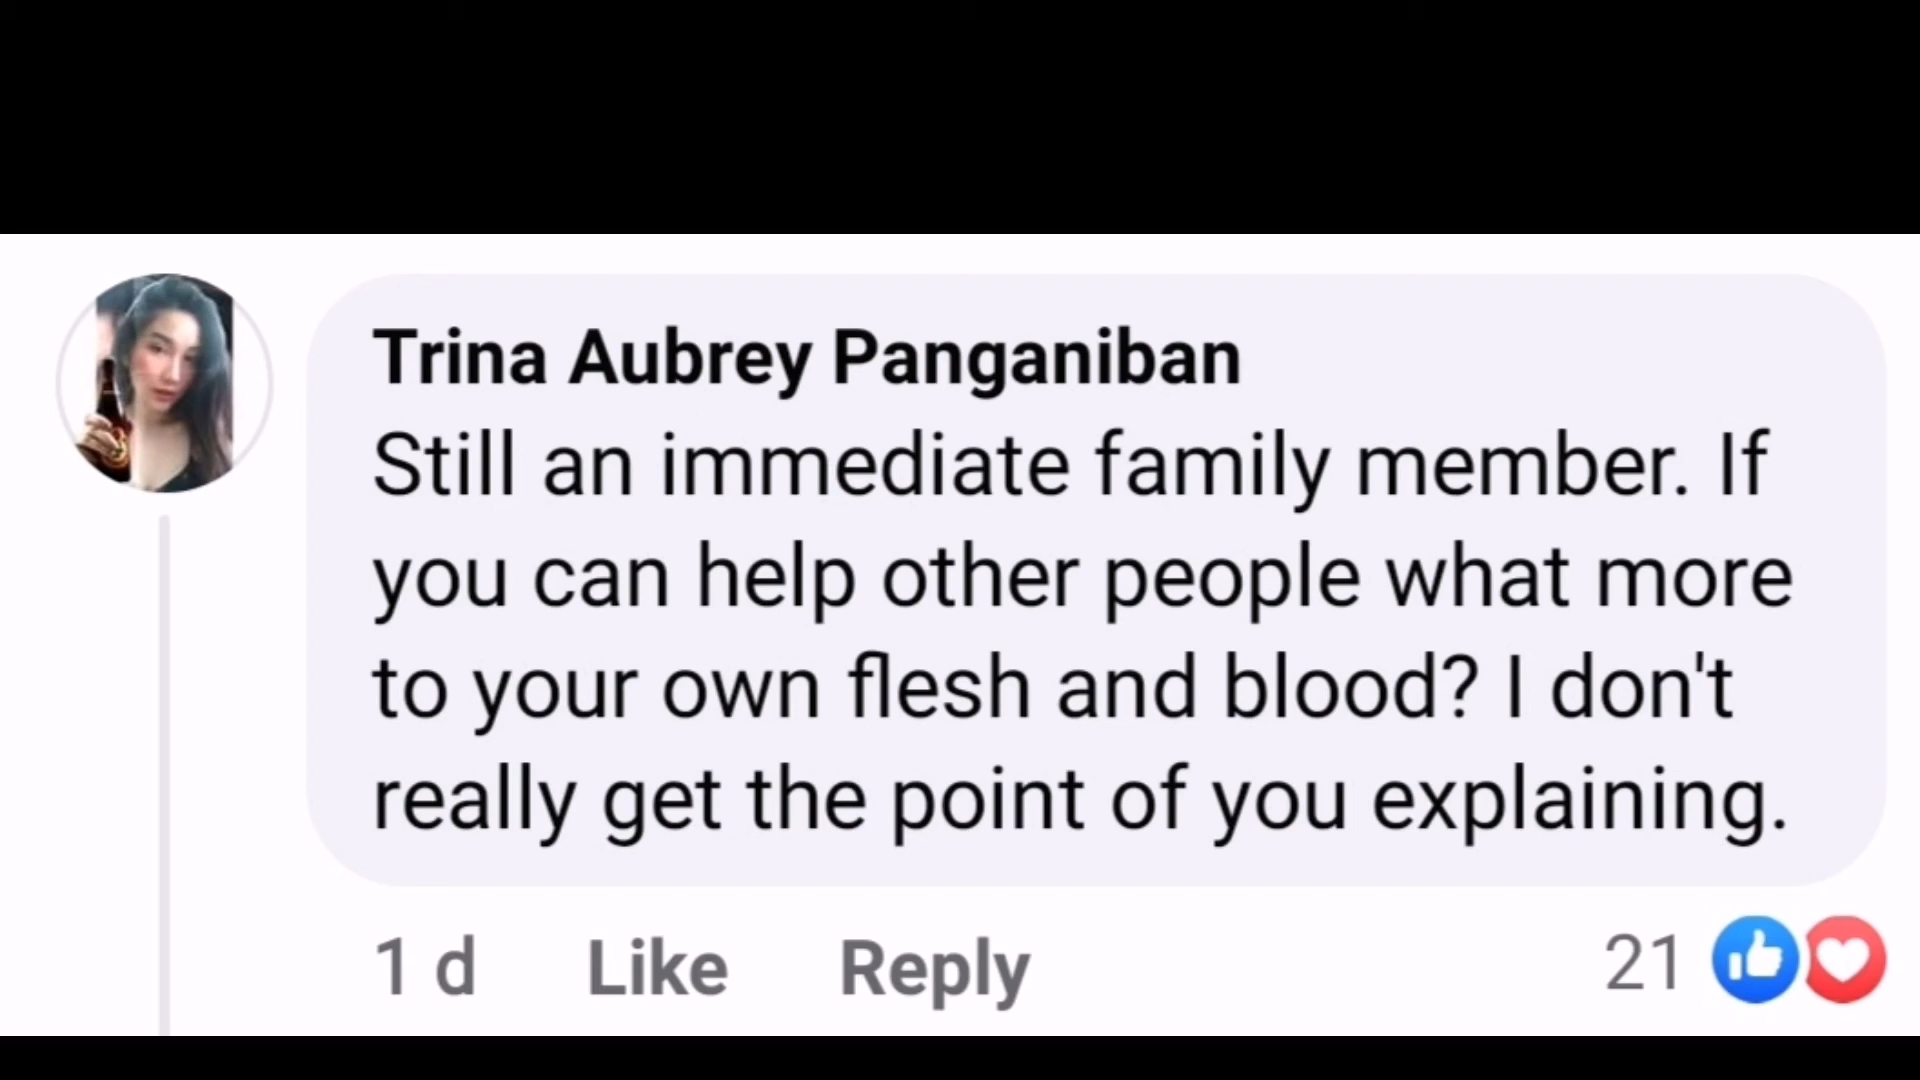 Trina Aubrey Panganiban
Still an immediate family member. If
you can help other people what more
to your own flesh and blood? I don't
really get the point of you explaining.
1 d Like Reply 21